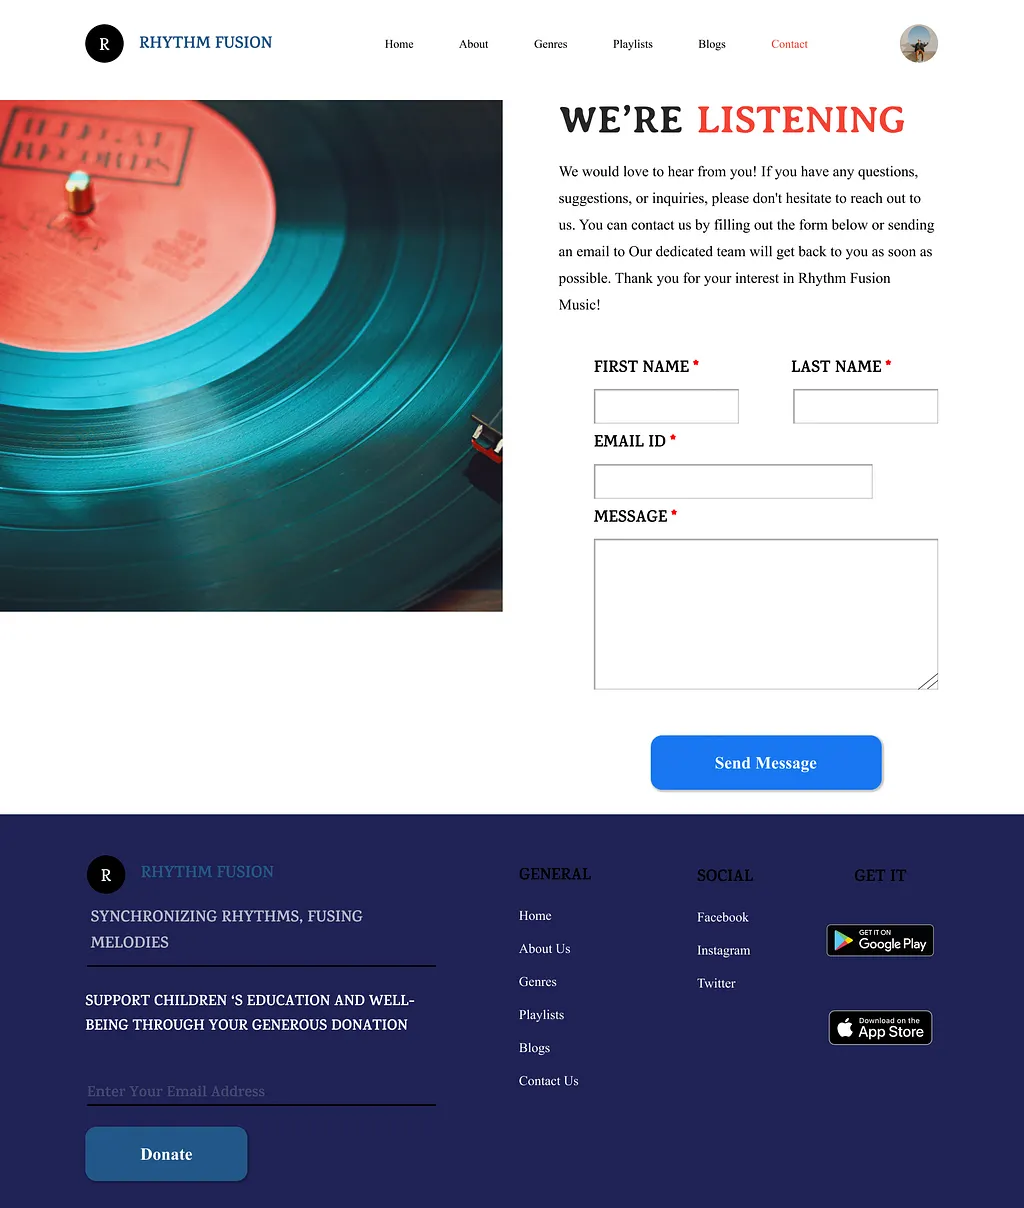 R
RHYTHM FUSION
Home
About
Genres
Playlists
Blogs
Contact
RECORDS
WE’RE LISTENING
We would love to hear from you! If you have any questions,
suggestions, or inquiries, please don't hesitate to reach out to
us. You can contact us by filling out the form below or sending
an email to Our dedicated team will get back to you as soon as
possible. Thank you for your interest in Rhythm Fusion
Music!
FIRST NAME *
LAST NAME *
EMAIL ID *
MESSAGE *
Send Message
R
RHYTHM FUSION
SYNCHRONIZING RHYTHMS, FUSING
MELODIES
SUPPORT CHILDREN ‘S EDUCATION AND WELL-
BEING THROUGH YOUR GENEROUS DONATION
Enter Your Email Address
Donate
GENERAL
Home
About Us
Genres
Playlists
Blogs
Contact Us
SOCIAL
Facebook
Instagram
Twitter
GET IT
GET IT ON
Google Play
Download on the
App Store